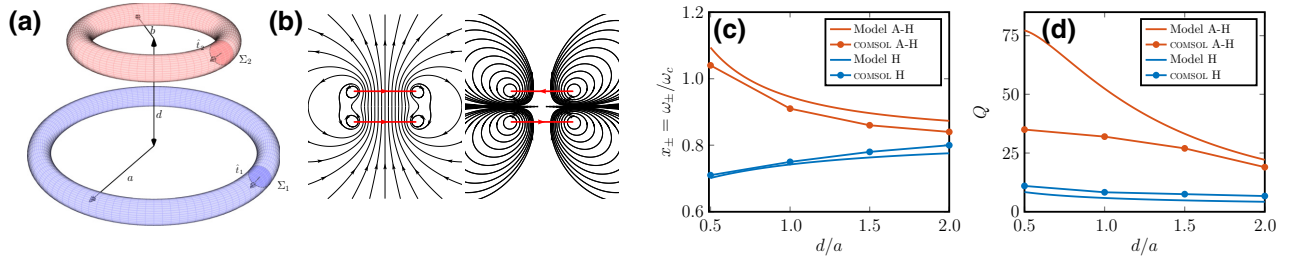 (a)
b
i₂
Σ₂
d
a
i₁
Σ₁
(b)
(c)
Model A-H
COMSOL A-H
Model H
COMSOL H
x± = ω±/ω_c
1.2
1.0
0.8
0.6
0.5 1.0 1.5 2.0
d/a
(d)
Model A-H
COMSOL A-H
Model H
COMSOL H
Q
75
50
25
0
0.5 1.0 1.5 2.0
d/a